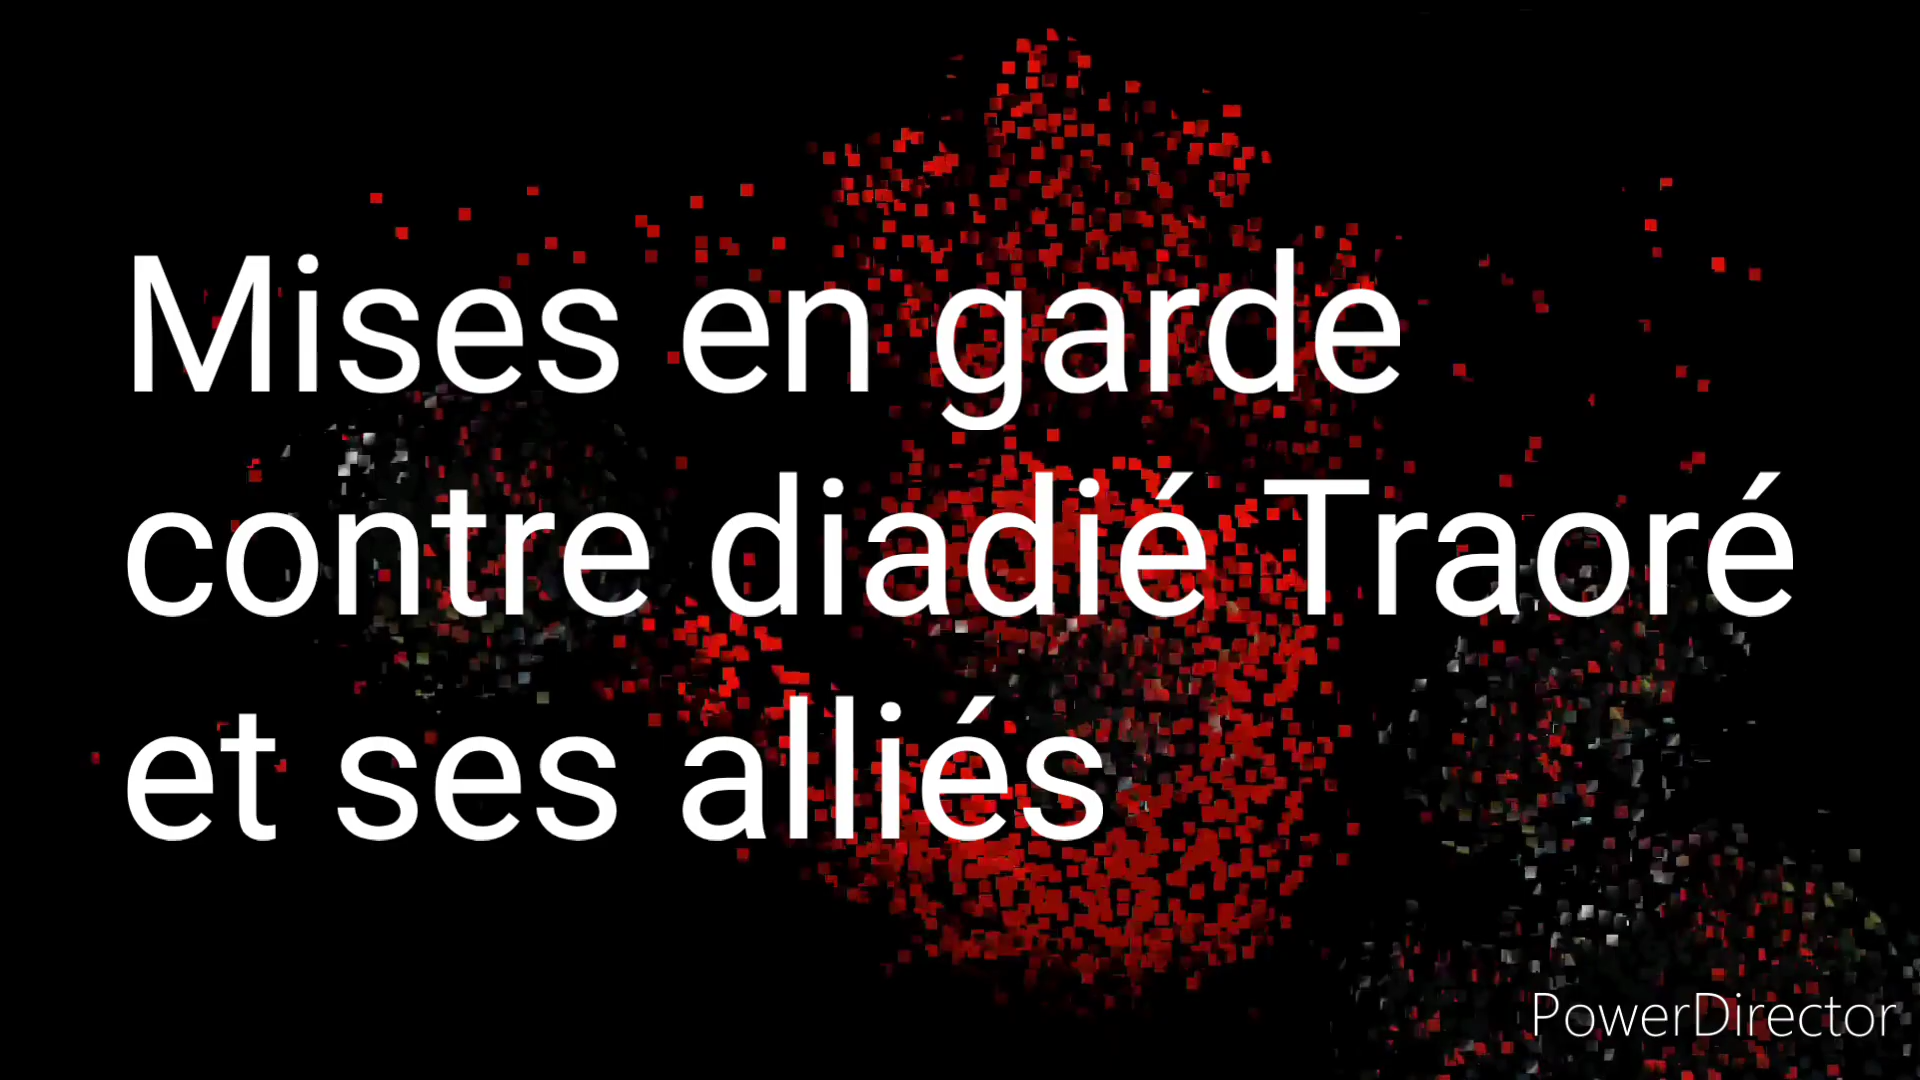 Mises en garde
contre diadié Traoré
et ses alliés
PowerDirector